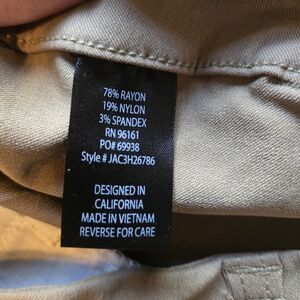 78% RAYON
19% NYLON
3% SPANDEX
RN 96161
PO# 69938
Style # JAC3H26786
DESIGNED IN
CALIFORNIA
MADE IN VIETNAM
REVERSE FOR CARE